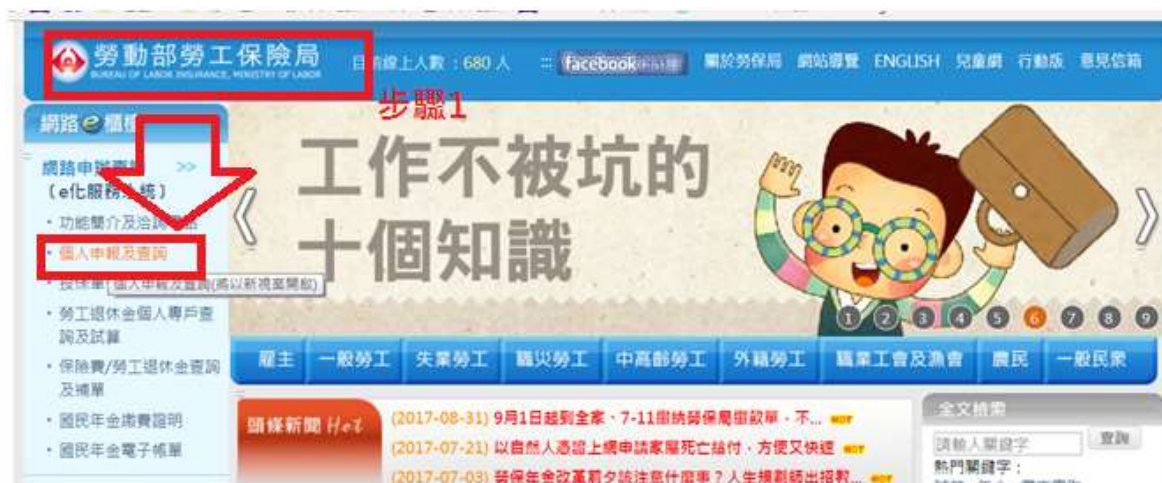 勞動部勞工保險局
BUREAU OF LABOR INSURANCE, MINISTRY OF LABOR
線上人數：680 人
facebook
關於勞保局 網站導覽 ENGLISH 兒童網 行動版 意見信箱
步驟1
網路e櫃
網路申辦 >>
(e化服務 統)
工作不被坑的
十個知識
・功能簡介及洽
・個人申報及查詢
個人申報及查詢(將以新視窗開啟)
・勞工退休金個人專戶查
詢及試算
・保險費/勞工退休金查詢
及補單
・國民年金繳費證明
・國民年金電子帳單
1 2 3 4 5 6 7 8 9
雇主 一般勞工 失業勞工 職災勞工 中高齡勞工 外籍勞工 職業工會及漁會 農民 一般民眾
頭條新聞 Hot
(2017-08-31) 9月1日起到全家、7-11繳納勞保局繳款單，不... HOT
(2017-07-21) 以自然人憑證上網申請家屬死亡給付，方便又快速 HOT
(2017-07-03) 勞保年金改革前夕該注意什麼事？人生規劃師出招教... HOT
全文檢索
請輸入關鍵字 查詢
熱門關鍵字：